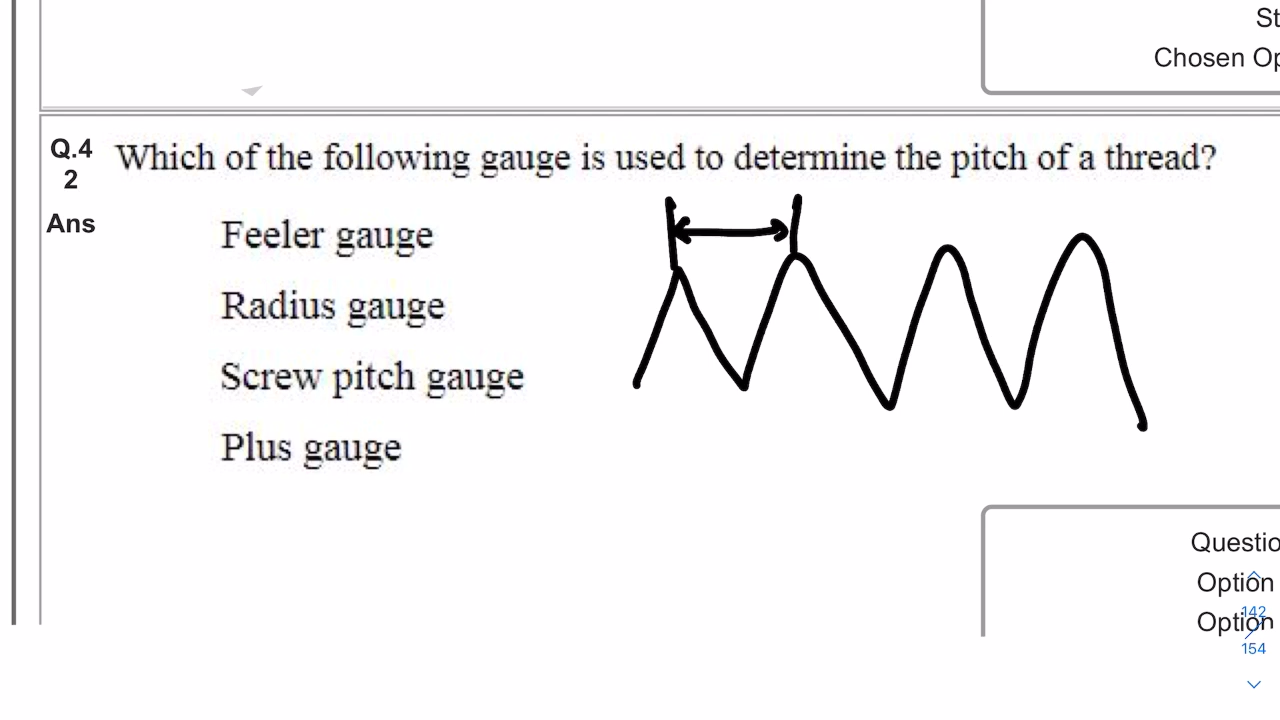 St
Chosen Op
Q.4
2
Which of the following gauge is used to determine the pitch of a thread?
Ans
Feeler gauge
Radius gauge
Screw pitch gauge
Plus gauge
Questio
Option
Option
142
154